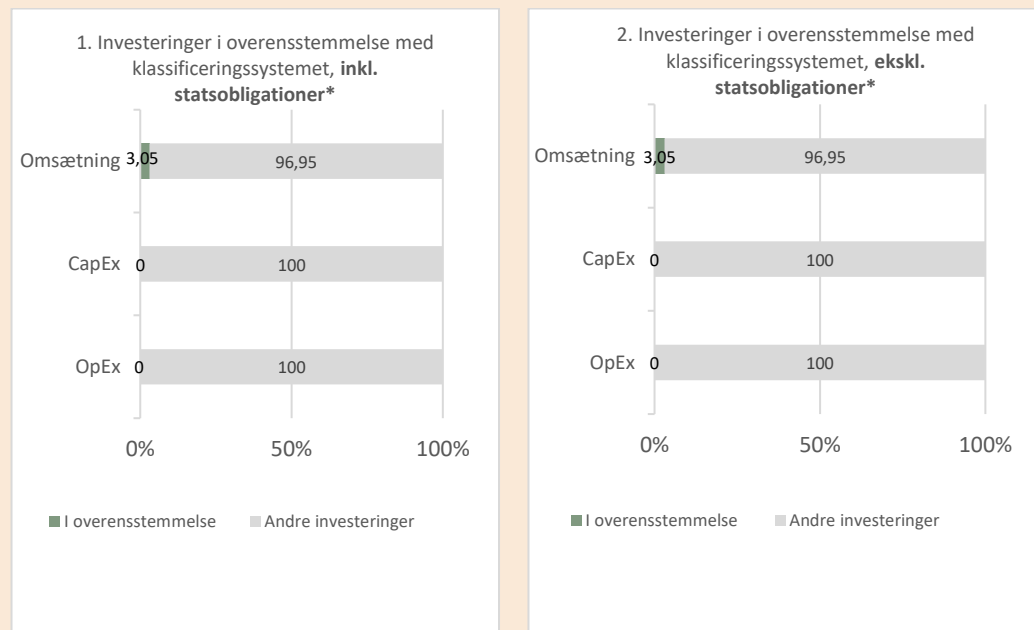 1. Investeringer i overensstemmelse med
klassificeringssystemet, inkl.
statsobligationer*
Omsætning 3,05 96,95
CapEx 0 100
OpEx 0 100
0% 50% 100%
I overensstemmelse Andre investeringer
2. Investeringer i overensstemmelse med
klassificeringssystemet, ekskl.
statsobligationer*
Omsætning 3,05 96,95
CapEx 0 100
OpEx 0 100
0% 50% 100%
I overensstemmelse Andre investeringer